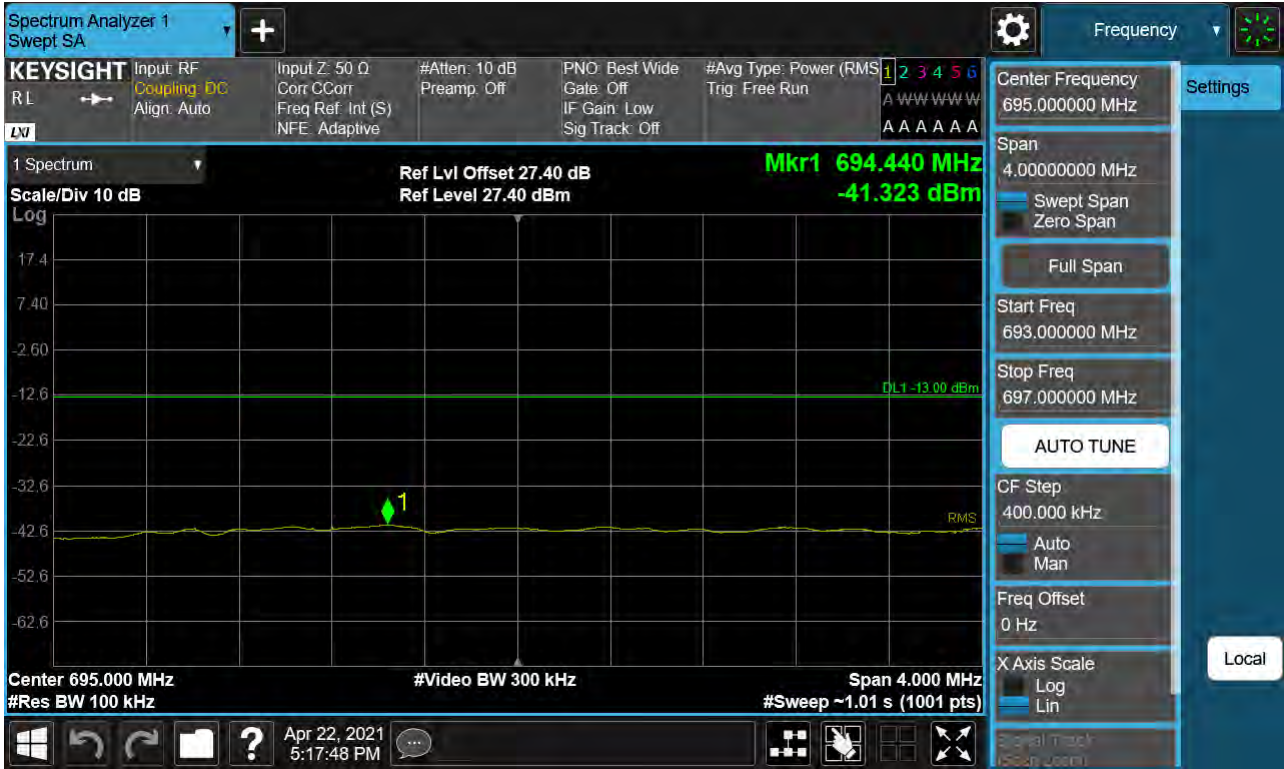 Spectrum Analyzer 1
Swept SA
+
Frequency
KEYSIGHT
RL
LXI
Input: RF
Coupling: DC
Align: Auto
Input Z: 50 Ω
Corr CCorr
Freq Ref: Int (S)
NFE: Adaptive
#Atten: 10 dB
Preamp: Off
PNO: Best Wide
Gate: Off
IF Gain: Low
Sig Track: Off
#Avg Type: Power (RMS
Trig: Free Run
1 2 3 4 5 6
A W W W W W
A A A A A A
1 Spectrum
Scale/Div 10 dB
Log
Ref Lvl Offset 27.40 dB
Ref Level 27.40 dBm
Mkr1 694.440 MHz
-41.323 dBm
17.4
7.40
-2.60
-12.6
-22.6
-32.6
-42.6
-52.6
-62.6
DL1 -13.00 dBm
1
RMS
Center 695.000 MHz
#Res BW 100 kHz
#Video BW 300 kHz
Span 4.000 MHz
#Sweep ~1.01 s (1001 pts)
Center Frequency
695.000000 MHz
Span
4.00000000 MHz
Swept Span
Zero Span
Full Span
Start Freq
693.000000 MHz
Stop Freq
697.000000 MHz
AUTO TUNE
CF Step
400.000 kHz
Auto
Man
Freq Offset
0 Hz
X Axis Scale
Log
Lin
Signal Track
(Span Zoom)
Settings
Local
?
Apr 22, 2021
5:17:48 PM